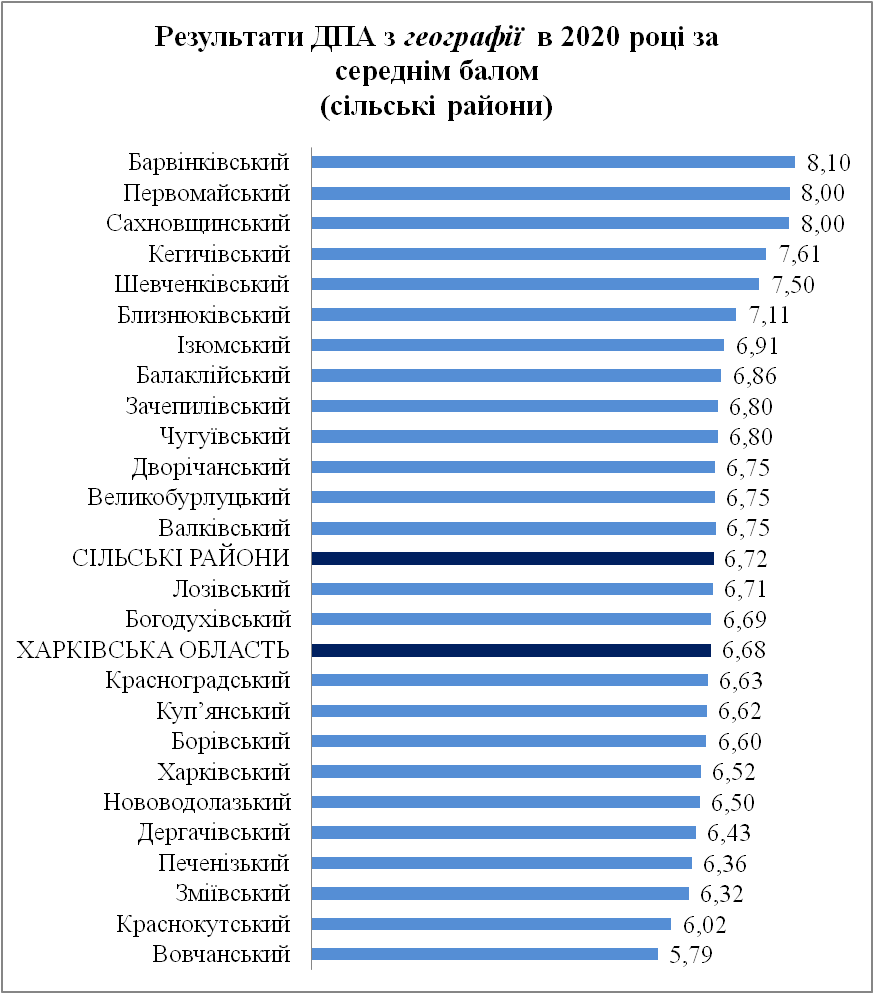 Результати ДПА з географії в 2020 році за
середнім балом
(сільські райони)
Барвінківський 8,10
Первомайський 8,00
Сахновщинський 8,00
Кегичівський 7,61
Шевченківський 7,50
Близнюківський 7,11
Ізюмський 6,91
Балаклійський 6,86
Зачепилівський 6,80
Чугуївський 6,80
Дворічанський 6,75
Великобурлуцький 6,75
Валківський 6,75
СІЛЬСЬКІ РАЙОНИ 6,72
Лозівський 6,71
Богодухівський 6,69
ХАРКІВСЬКА ОБЛАСТЬ 6,68
Красноградський 6,63
Куп’янський 6,62
Борівський 6,60
Харківський 6,52
Нововодолазький 6,50
Дергачівський 6,43
Печенізький 6,36
Зміївський 6,32
Краснокутський 6,02
Вовчанський 5,79